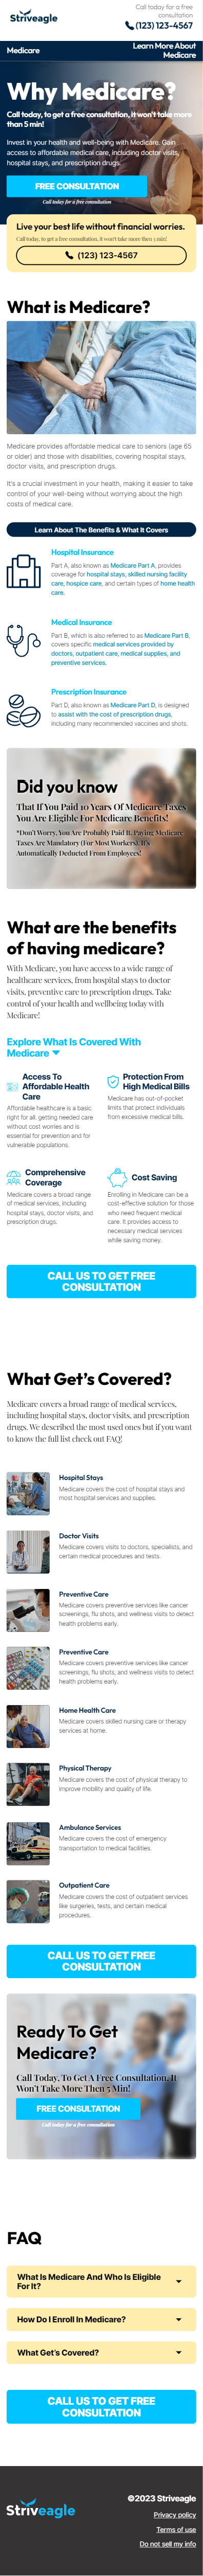 Striveagle
Call today for a free
consultation
(123) 123-4567
Medicare
Learn More About
Medicare
Why Medicare?
Call today, to get a free consultation, it won't take more
than 5 min!
Invest in your health and well-being with Medicare. Gain
access to affordable medical care, including doctor visits,
hospital stays, and prescription drugs.
FREE CONSULTATION
Call today for a free consultation
Live your best life without financial worries.
Call today, to get a free consultation, it won't take more then 5 min!
(123) 123-4567
What is Medicare?
Medicare provides affordable medical care to seniors (age 65
or older) and those with disabilities, covering hospital stays,
doctor visits, and prescription drugs.
It's a crucial investment in your health, making it easier to take
control of your well-being without worrying about the high
costs of medical care.
Learn About The Benefits & What It Covers
Hospital Insurance
Part A, also known as Medicare Part A, provides
coverage for hospital stays, skilled nursing facility
care, hospice care, and certain types of home health
care.
Medical Insurance
Part B, which is also referred to as Medicare Part B,
covers specific medical services provided by
doctors, outpatient care, medical supplies, and
preventive services.
Prescription Insurance
Part D, also known as Medicare Part D, is designed
to assist with the cost of prescription drugs,
including many recommended vaccines and shots.
Did you know
That If You Paid 10 Years Of Medicare Taxes
You Are Eligible For Medicare Benefits!
*Don't Worry, You Are Probably Paid It. Paying Medicare
Taxes Are Mandatory (For Most Workers). It's
Automatically Deducted From Employees!
What are the benefits
of having medicare?
With Medicare, you have access to a wide range of
healthcare services, from hospital stays to doctor
visits, preventive care to prescription drugs. Take
control of your health and wellbeing today with
Medicare!
Explore What Is Covered With
Medicare
Access To
Affordable Health
Care
Affordable healthcare is a basic
right for all. getting medical care
without cost worries and is
essential for prevention and for
vulnerable populations.
Protection From
High Medical Bills
Medicare has out-of-pocket
limits that protect individuals
from excessive medical bills.
Comprehensive
Coverage
Medicare covers a broad range
of medical services, including
hospital stays, doctor visits, and
prescription drugs.
Cost Saving
Enrolling in Medicare can be a
cost-effective solution for those
who need frequent medical
care. It provides access to
necessary medical services
while saving money.
CALL US TO GET FREE
CONSULTATION
What Get's Covered?
Medicare covers a broad range of medical services,
including hospital stays, doctor visits, and prescription
drugs. We described the most used ones but if you want
to know the full list check out FAQ!
Hospital Stays
Medicare covers the cost of hospital stays and
most hospital services and supplies.
Doctor Visits
Medicare covers visits to doctors, specialists, and
certain medical procedures and tests.
Preventive Care
Medicare covers preventive services like cancer
screenings, flu shots, and wellness visits to detect
health problems early.
Preventive Care
Medicare covers preventive services like cancer
screenings, flu shots, and wellness visits to detect
health problems early.
Home Health Care
Medicare covers skilled nursing care or therapy
services at home.
Physical Therapy
Medicare covers the cost of physical therapy to
improve mobility and quality of life.
Ambulance Services
Medicare covers the cost of emergency
transportation to medical facilities.
Outpatient Care
Medicare covers the cost of outpatient services
like surgeries, tests, and certain medical
procedures.
CALL US TO GET FREE
CONSULTATION
Ready To Get
Medicare?
Call Today, To Get A Free Consultation, It
Won't Take More Then 5 Min!
FREE CONSULTATION
Call today for a free consultation
FAQ
What Is Medicare And Who Is Eligible
For It?
How Do I Enroll In Medicare?
What Get's Covered?
CALL US TO GET FREE
CONSULTATION
Striveagle
©2023 Striveagle
Privacy policy
Terms of use
Do not sell my info